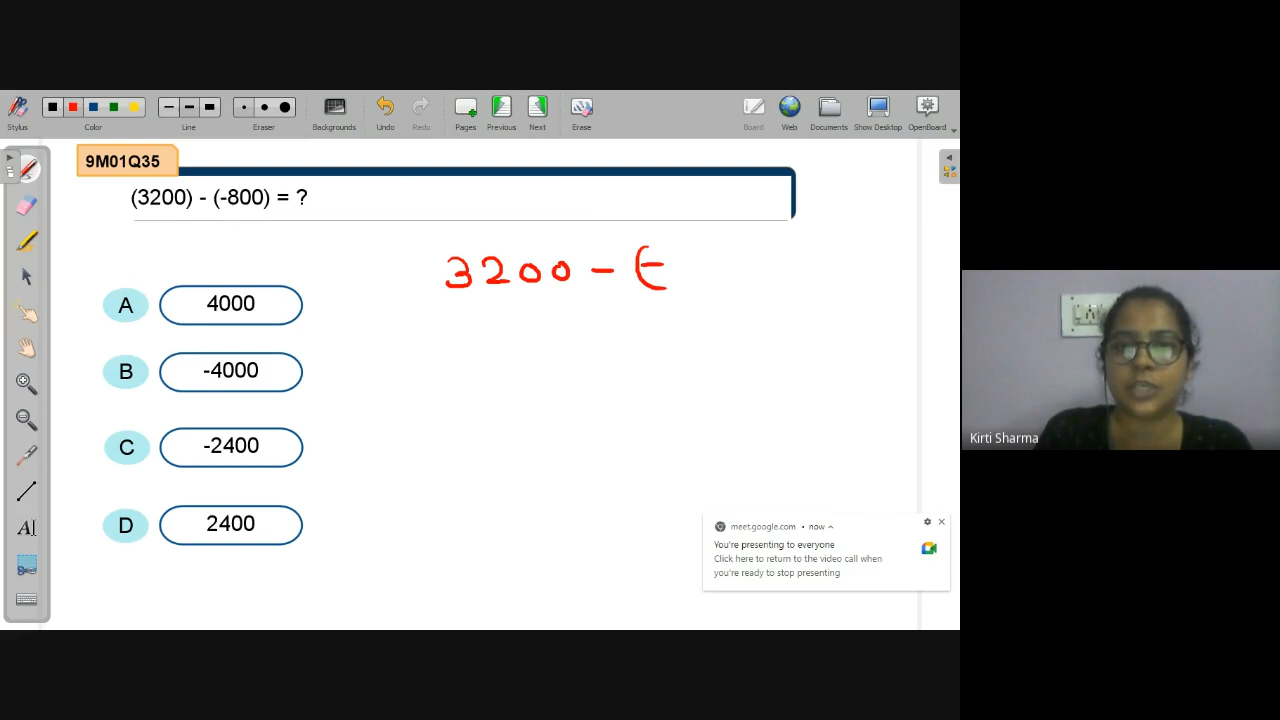 Stylus
Color
Line
Eraser
Backgrounds
Undo
Redo
Pages
Previous
Next
Erase
Board
Web
Documents
Show Desktop
OpenBoard
9M01Q35
(3200) - (-800) = ?
3200 - (-
A 4000
B -4000
C -2400
D 2400
A
meet.google.com • now
You're presenting to everyone
Click here to return to the video call when
you're ready to stop presenting
Kirti Sharma